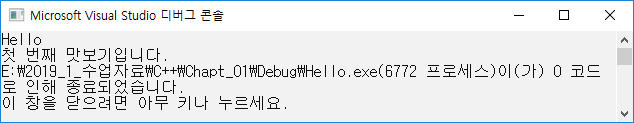 Microsoft Visual Studio 디버그 콘솔
Hello
첫 번째 맛보기입니다.
E:₩2019_1_수업자료₩C++₩Chapt_01₩Debug₩Hello.exe(6772 프로세스)이(가) 0 코드
로 인해 종료되었습니다.
이 창을 닫으려면 아무 키나 누르세요.